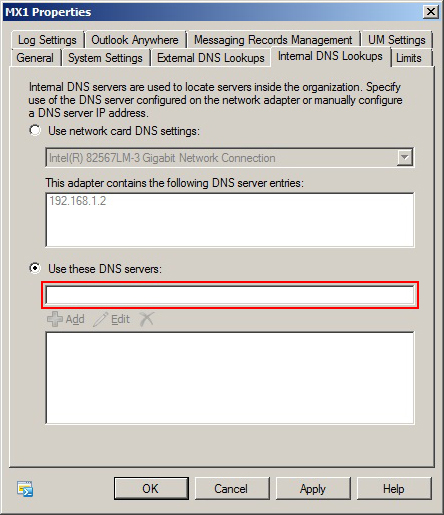 MX1 Properties
Log Settings Outlook Anywhere Messaging Records Management UM Settings
General System Settings External DNS Lookups Internal DNS Lookups Limits
Internal DNS servers are used to locate servers inside the organization. Specify
use of the DNS server configured on the network adapter or manually configure
a DNS server IP address.
Use network card DNS settings:
Intel(R) 82567LM-3 Gigabit Network Connection
This adapter contains the following DNS server entries:
192.168.1.2
Use these DNS servers:
Add Edit
OK Cancel Apply Help